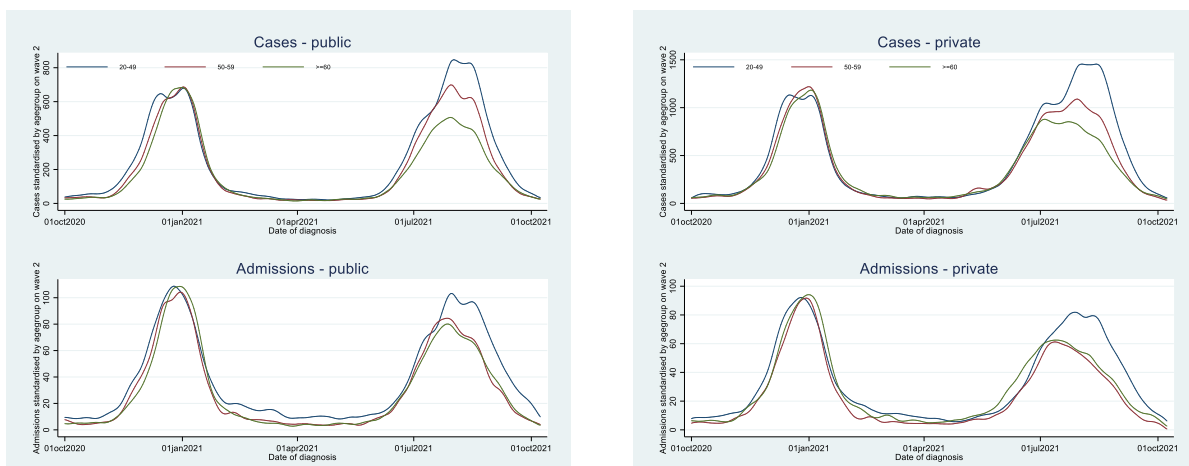 Cases - public
Cases standardised by agegroup on wave 2
800
600
400
200
0
20-49 50-59 >=60
01oct2020 01jan2021 01apr2021 01jul2021 01oct2021
Date of diagnosis
Cases - private
Cases standardised by agegroup on wave 2
1500
1000
500
0
20-49 50-59 >=60
01oct2020 01jan2021 01apr2021 01jul2021 01oct2021
Date of diagnosis
Admissions - public
Admissions standardised by agegroup on wave 2
100
80
60
40
20
0
01oct2020 01jan2021 01apr2021 01jul2021 01oct2021
Date of diagnosis
Admissions - private
Admissions standardised by agegroup on wave 2
100
80
60
40
20
0
01oct2020 01jan2021 01apr2021 01jul2021 01oct2021
Date of diagnosis